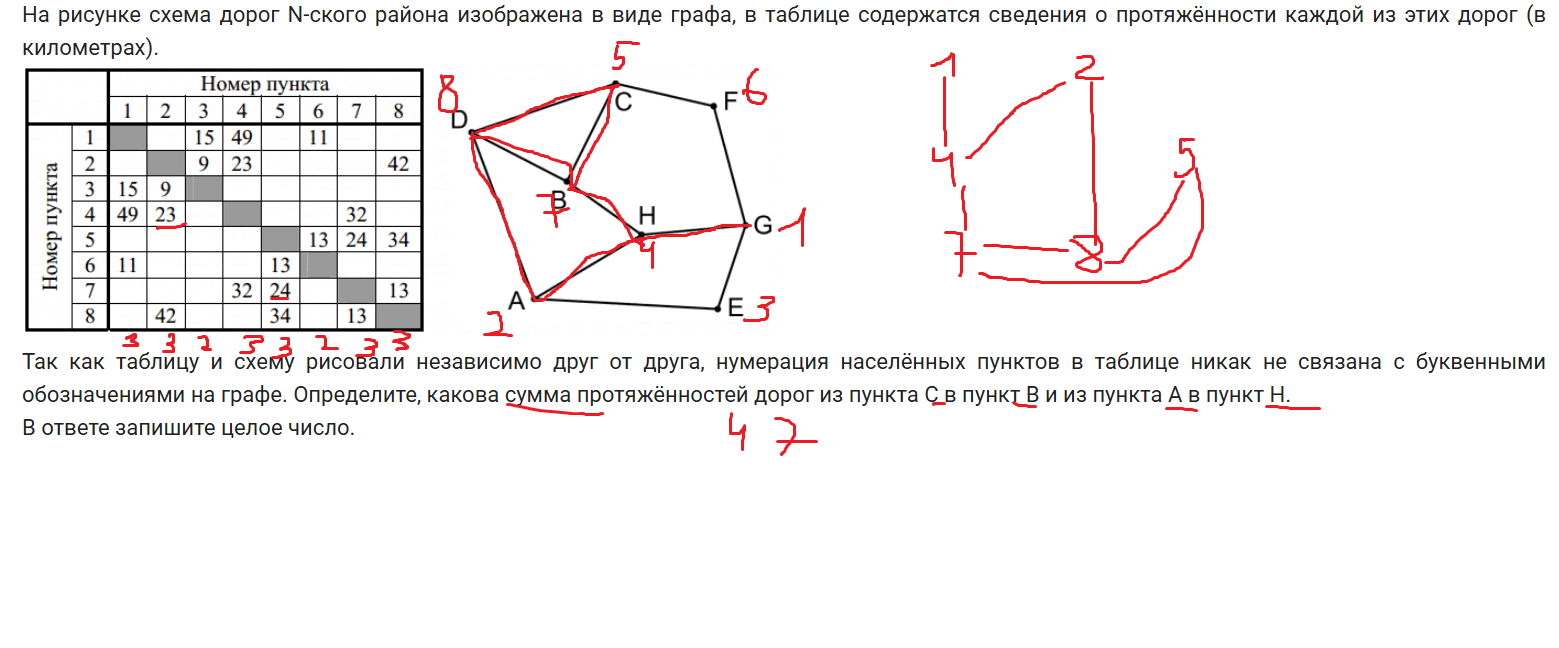 На рисунке схема дорог N-ского района изображена в виде графа, в таблице содержатся сведения о протяжённости каждой из этих дорог (в
километрах).
Номер пункта
1 2 3 4 5 6 7 8
Номер пункта
1 15 49 11
2 9 23 42
3 15 9
4 49 23 32
5 13 24 34
6 11 13
7 32 24 13
8 42 34 13
3 3 2 3 3 2 3 3
5
8 D C F 6
B
7
H
4
G -1
A
2
E 3
1 2
4 5
7 8
Так как таблицу и схему рисовали независимо друг от друга, нумерация населённых пунктов в таблице никак не связана с буквенными
обозначениями на графе. Определите, какова сумма протяжённостей дорог из пункта C в пункт B и из пункта A в пункт H.
В ответе запишите целое число.
47